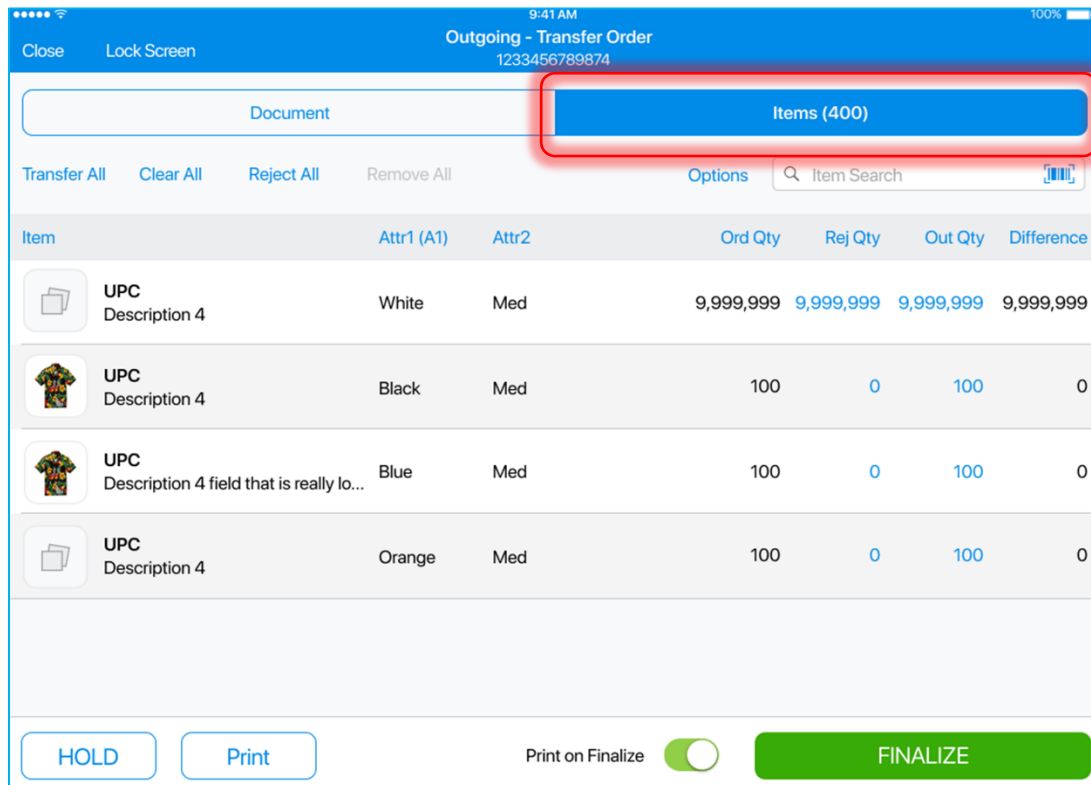 9:41 AM 100%
Close Lock Screen Outgoing - Transfer Order
1233456789874
Document Items (400)
Transfer All Clear All Reject All Remove All Options Item Search
Item Attr1 (A1) Attr2 Ord Qty Rej Qty Out Qty Difference
UPC
Description 4 White Med 9,999,999 9,999,999 9,999,999 9,999,999
UPC
Description 4 Black Med 100 0 100 0
UPC
Description 4 field that is really lo... Blue Med 100 0 100 0
UPC
Description 4 Orange Med 100 0 100 0
HOLD Print Print on Finalize FINALIZE